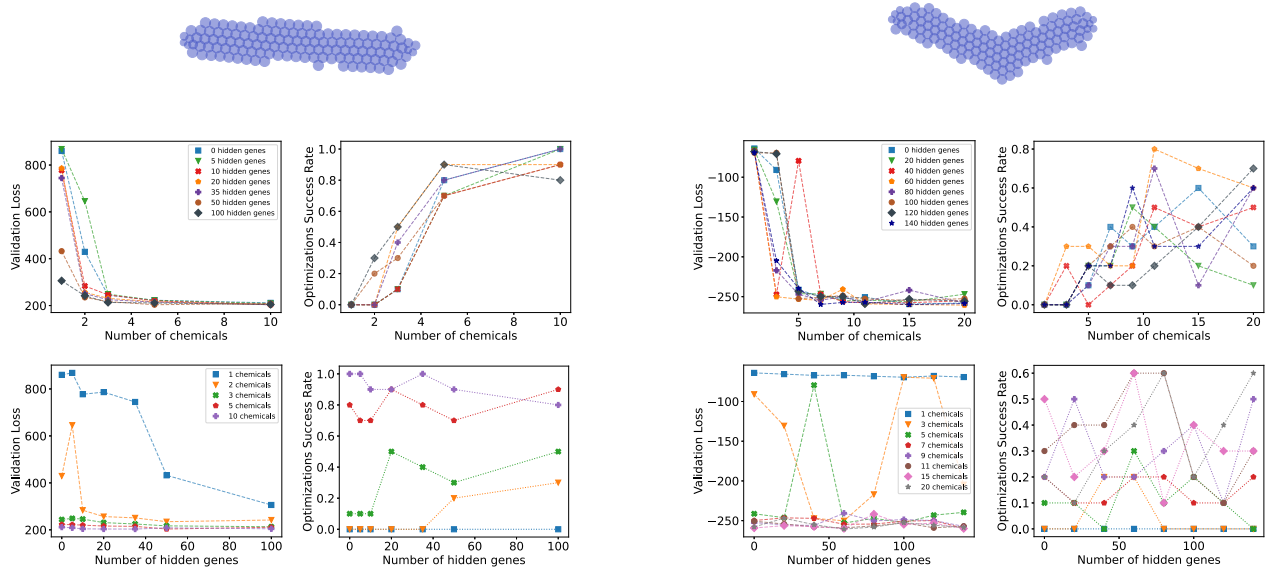 800
600
400
200
Validation Loss
2
4
6
8
10
Number of chemicals
0 hidden genes
5 hidden genes
10 hidden genes
20 hidden genes
35 hidden genes
50 hidden genes
100 hidden genes
1.0
0.8
0.6
0.4
0.2
0.0
Optimizations Success Rate
2
4
6
8
10
Number of chemicals
−100
−150
−200
−250
Validation Loss
5
10
15
20
Number of chemicals
0 hidden genes
20 hidden genes
40 hidden genes
60 hidden genes
80 hidden genes
100 hidden genes
120 hidden genes
140 hidden genes
0.8
0.6
0.4
0.2
0.0
Optimizations Success Rate
5
10
15
20
Number of chemicals
800
600
400
200
Validation Loss
0
20
40
60
80
100
Number of hidden genes
1 chemicals
2 chemicals
3 chemicals
5 chemicals
10 chemicals
1.0
0.8
0.6
0.4
0.2
0.0
Optimizations Success Rate
0
20
40
60
80
100
Number of hidden genes
−100
−150
−200
−250
Validation Loss
0
50
100
Number of hidden genes
1 chemicals
3 chemicals
5 chemicals
7 chemicals
9 chemicals
11 chemicals
15 chemicals
20 chemicals
0.6
0.5
0.4
0.3
0.2
0.1
0.0
Optimizations Success Rate
0
50
100
Number of hidden genes